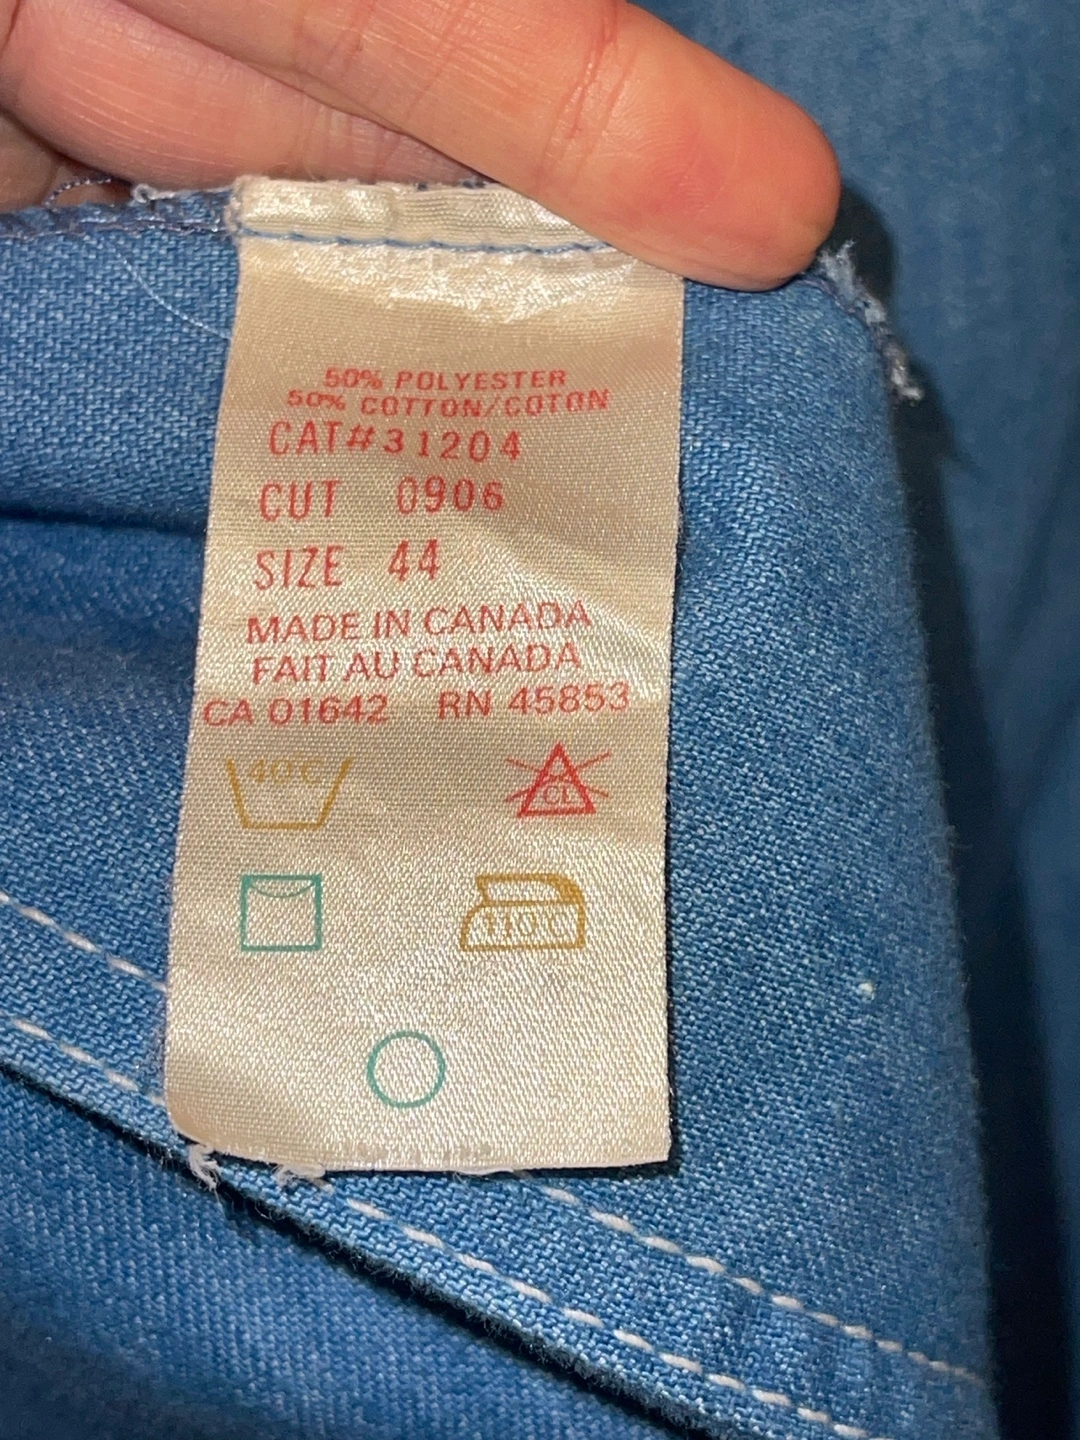 50% POLYESTER
50% COTTON/COTON
CAT#31204
CUT 0906
SIZE 44
MADE IN CANADA
FAIT AU CANADA
CA 01642 RN 45853
40°C
CL
110°C